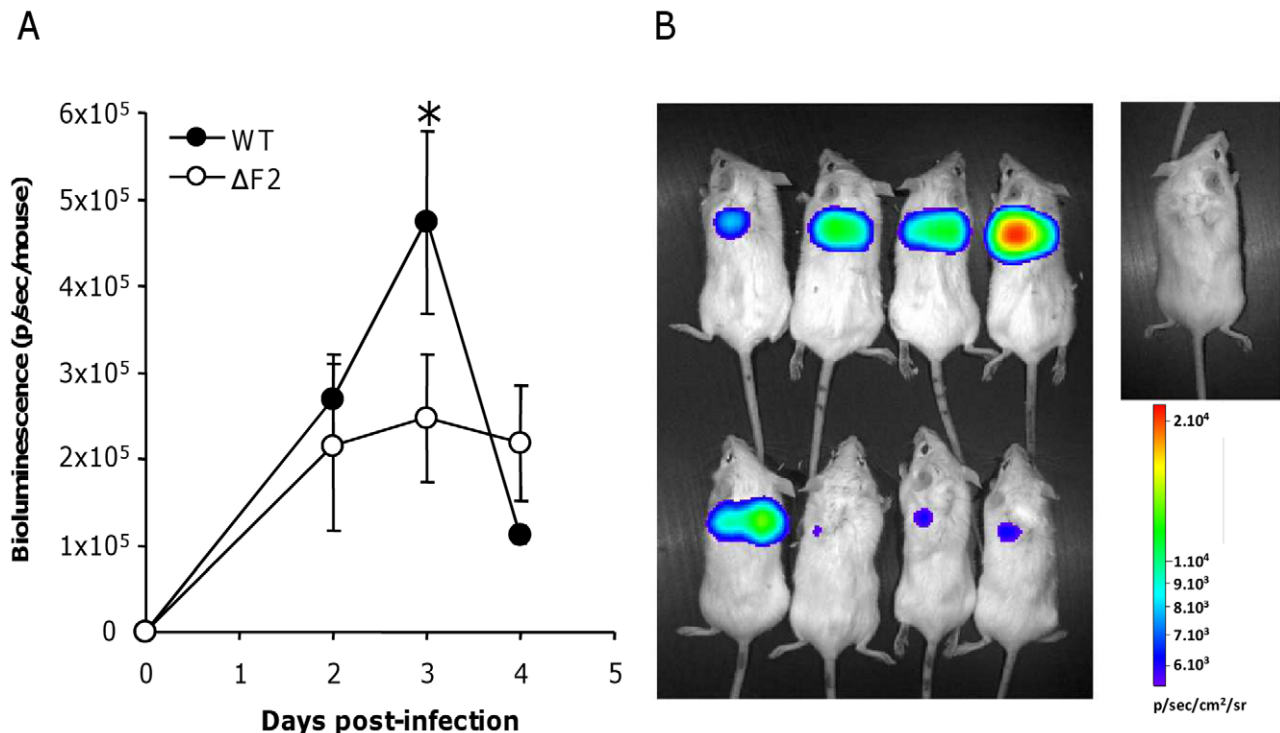 A
B
6x10⁵
5x10⁵
4x10⁵
3x10⁵
2x10⁵
1x10⁵
0
*
WT
ΔF2
Bioluminescence (p/sec/mouse)
0 1 2 3 4 5
Days post-infection
2.10⁴
1.10⁴
9.10³
8.10³
7.10³
6.10³
p/sec/cm²/sr